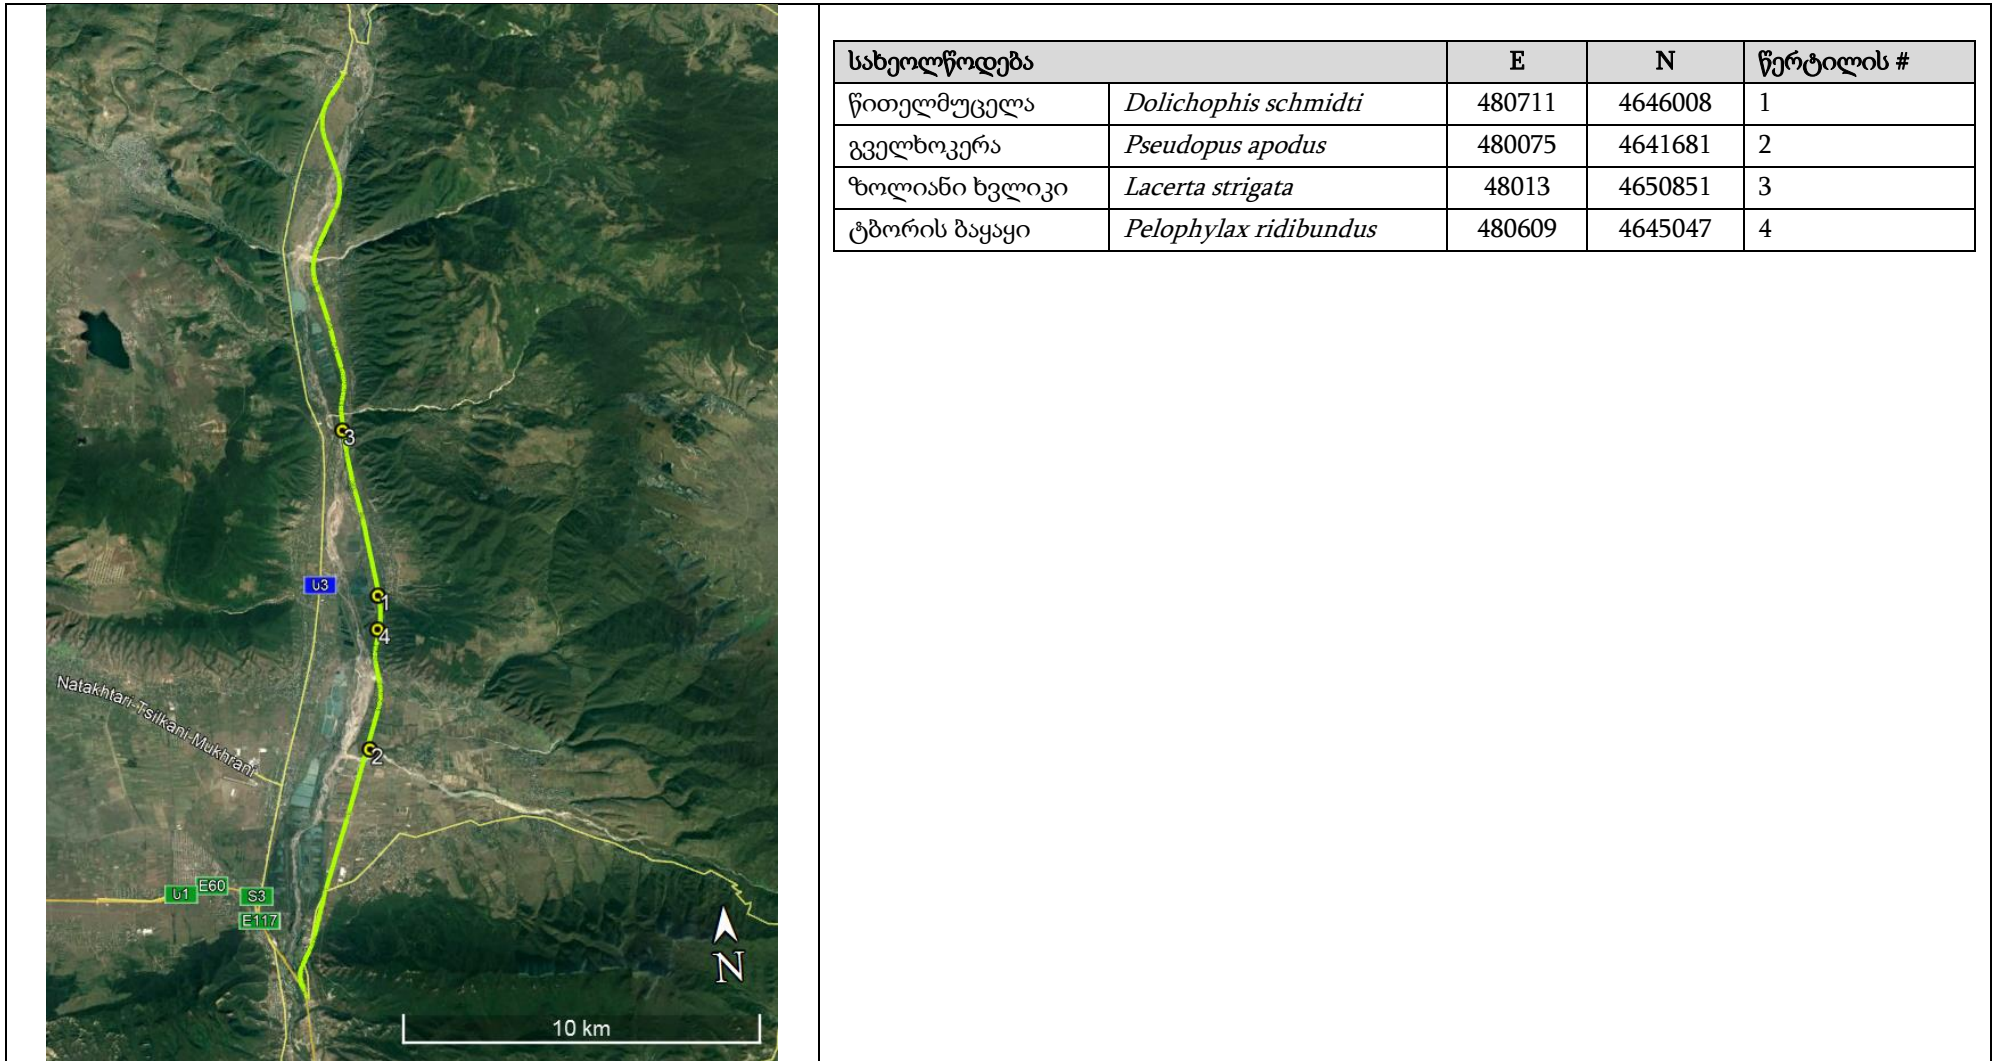 3
ს3
1
4
Natakhtari-Tsilkani-Mukhrani
2
ს1 E60 S3
E117
N
10 km
სახეოლწოდება E N წერტილის #
წითელმუცელა Dolichophis schmidti 480711 4646008 1
გველხოკერა Pseudopus apodus 480075 4641681 2
ზოლიანი ხვლიკი Lacerta strigata 48013 4650851 3
ტბორის ბაყაყი Pelophylax ridibundus 480609 4645047 4